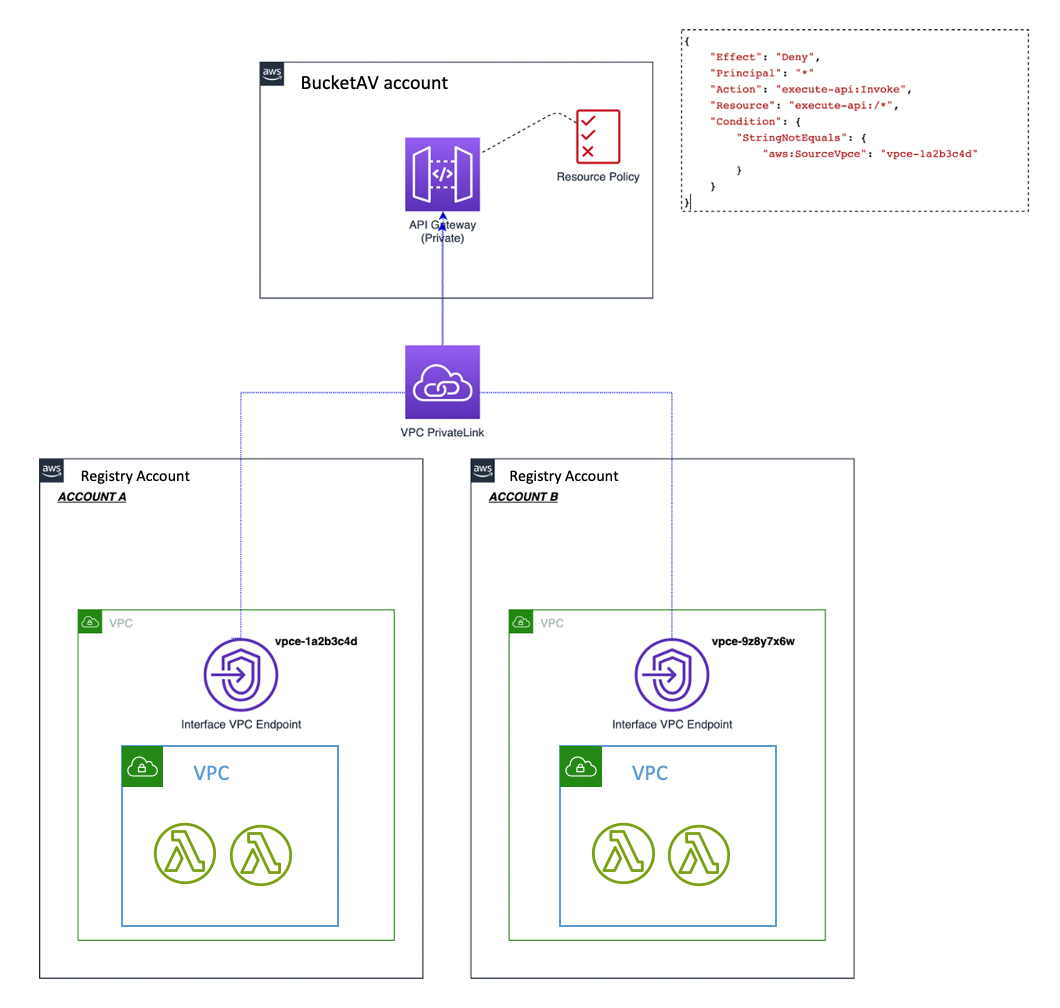 {
"Effect": "Deny",
"Principal": "*"
"Action": "execute-api:Invoke",
"Resource": "execute-api:/*",
"Condition": {
"StringNotEquals": {
"aws:SourceVpce": "vpce-1a2b3c4d"
}
}
}
aws
BucketAV account
Resource Policy
API Gateway
(Private)
VPC PrivateLink
aws
Registry Account
ACCOUNT A
VPC
vpce-1a2b3c4d
Interface VPC Endpoint
VPC
aws
Registry Account
ACCOUNT B
VPC
vpce-9z8y7x6w
Interface VPC Endpoint
VPC